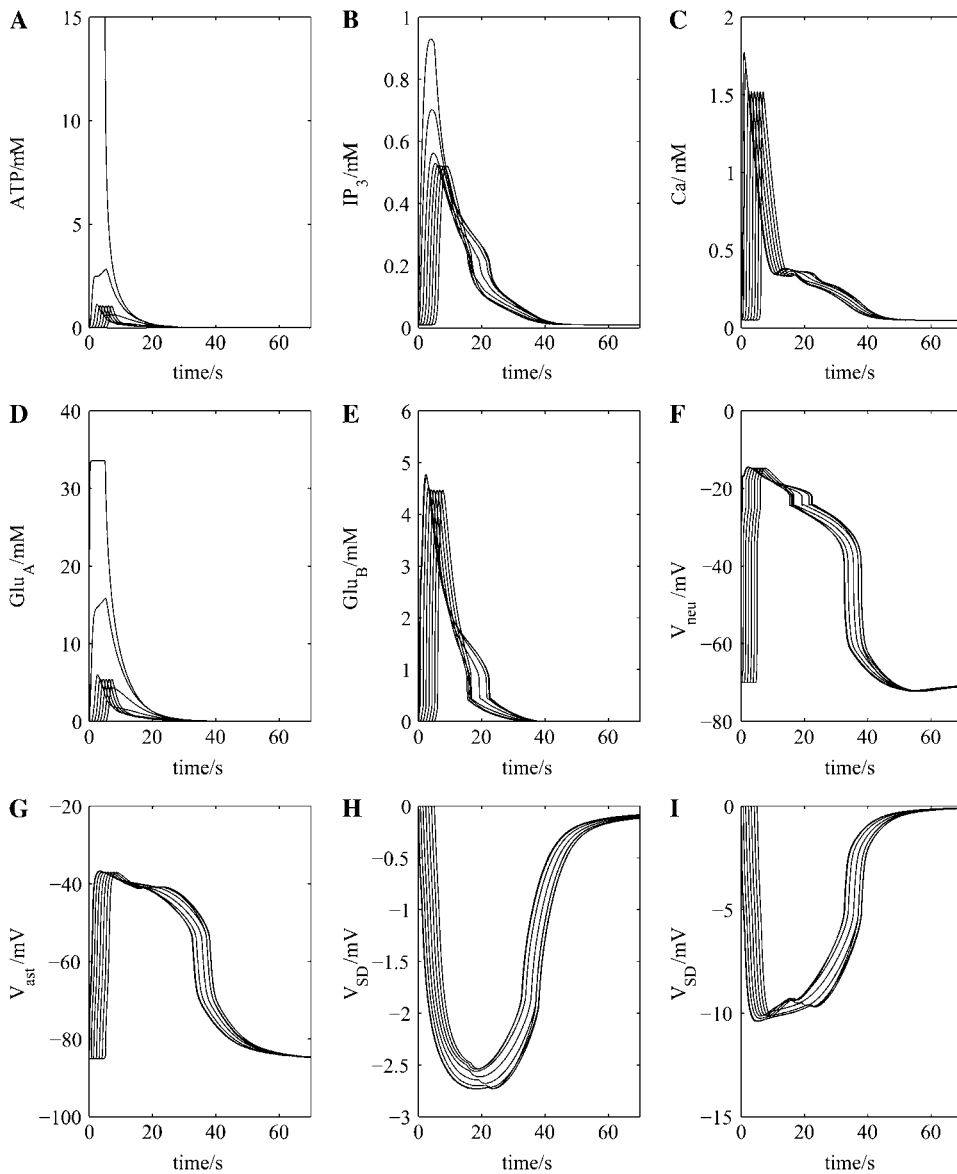 A
B
C
15
10
5
0
ATP/mM
0 20 40 60
time/s
1
0.8
0.6
0.4
0.2
0
IP3/mM
0 20 40 60
time/s
2
1.5
1
0.5
0
Ca/ mM
0 20 40 60
time/s
D
E
F
40
30
20
10
0
GluA/mM
0 20 40 60
time/s
6
5
4
3
2
1
0
GluB/mM
0 20 40 60
time/s
0
−20
−40
−60
−80
Vneu/mV
0 20 40 60
time/s
G
H
I
−20
−40
−60
−80
−100
Vast/mV
0 20 40 60
time/s
0
−0.5
−1
−1.5
−2
−2.5
−3
VSD/mV
0 20 40 60
time/s
0
−5
−10
−15
VSD/mV
0 20 40 60
time/s